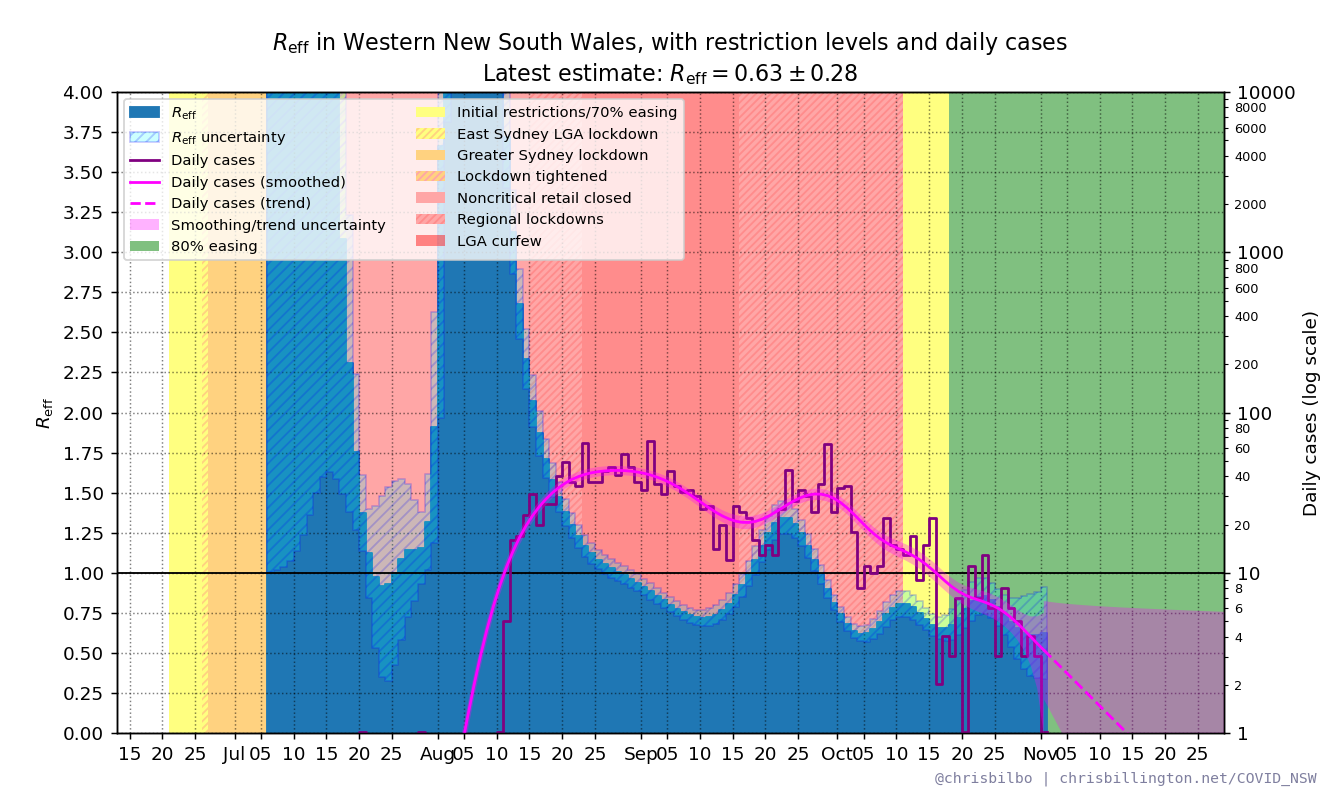 Reff in Western New South Wales, with restriction levels and daily cases
Latest estimate: Reff = 0.63 ± 0.28
Reff
Reff uncertainty
Daily cases
Daily cases (smoothed)
Daily cases (trend)
Smoothing/trend uncertainty
80% easing
Initial restrictions/70% easing
East Sydney LGA lockdown
Greater Sydney lockdown
Lockdown tightened
Noncritical retail closed
Regional lockdowns
LGA curfew
Reff
4.00
3.75
3.50
3.25
3.00
2.75
2.50
2.25
2.00
1.75
1.50
1.25
1.00
0.75
0.50
0.25
0.00
10000
8000
6000
4000
2000
1000
800
600
400
200
100
80
60
40
20
10
8
6
4
2
1
Daily cases (log scale)
15 20 25 Jul 05 10 15 20 25 Aug 05 10 15 20 25 Sep 05 10 15 20 25 Oct 05 10 15 20 25 Nov 05 10 15 20 25
@chrisbilbo | chrisbillington.net/COVID_NSW